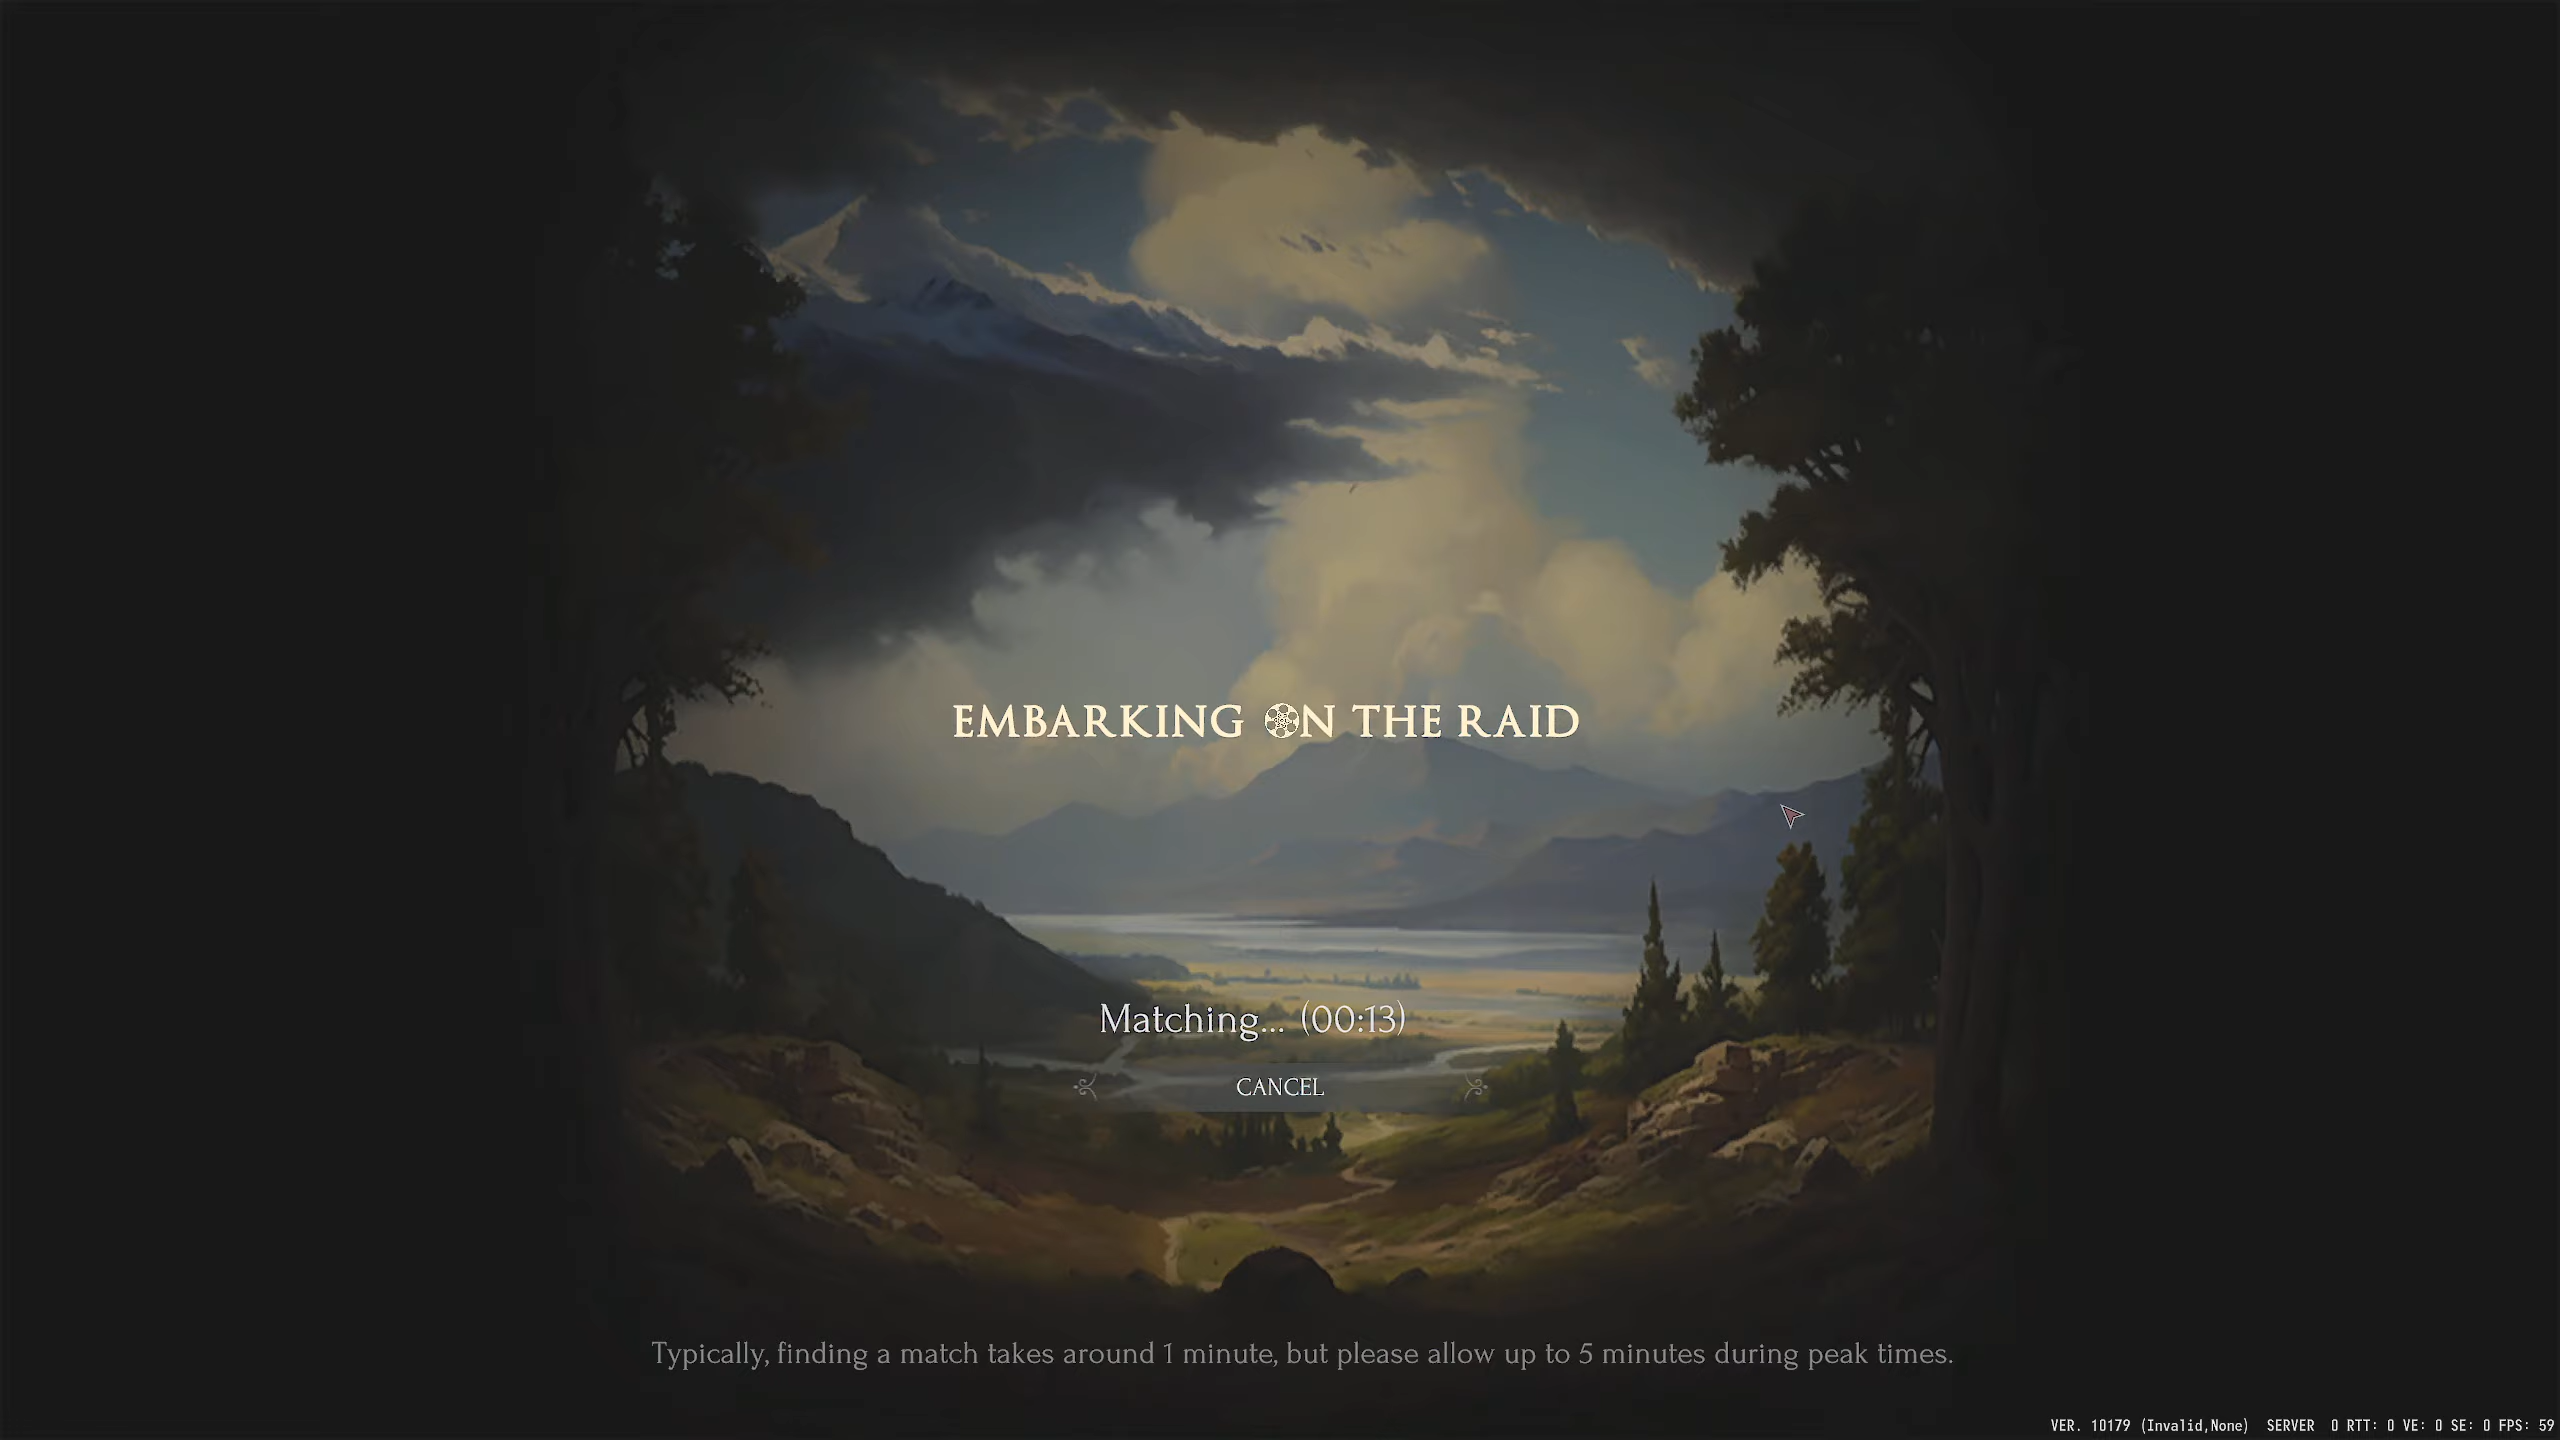 EMBARKING ON THE RAID
Matching... (00:13)
CANCEL
Typically, finding a match takes around 1 minute, but please allow up to 5 minutes during peak times.
VER. 10179 (Invalid,None) SERVER 0 RTT: 0 VE: 0 SE: 0 FPS: 59